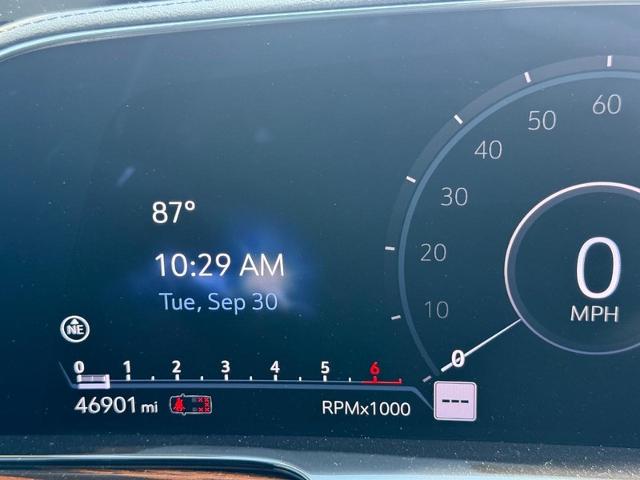 87°
10:29 AM
Tue, Sep 30
NE
0 1 2 3 4 5 6
46901 mi
RPMx1000
0 10 20 30 40 50 60
0
MPH
---